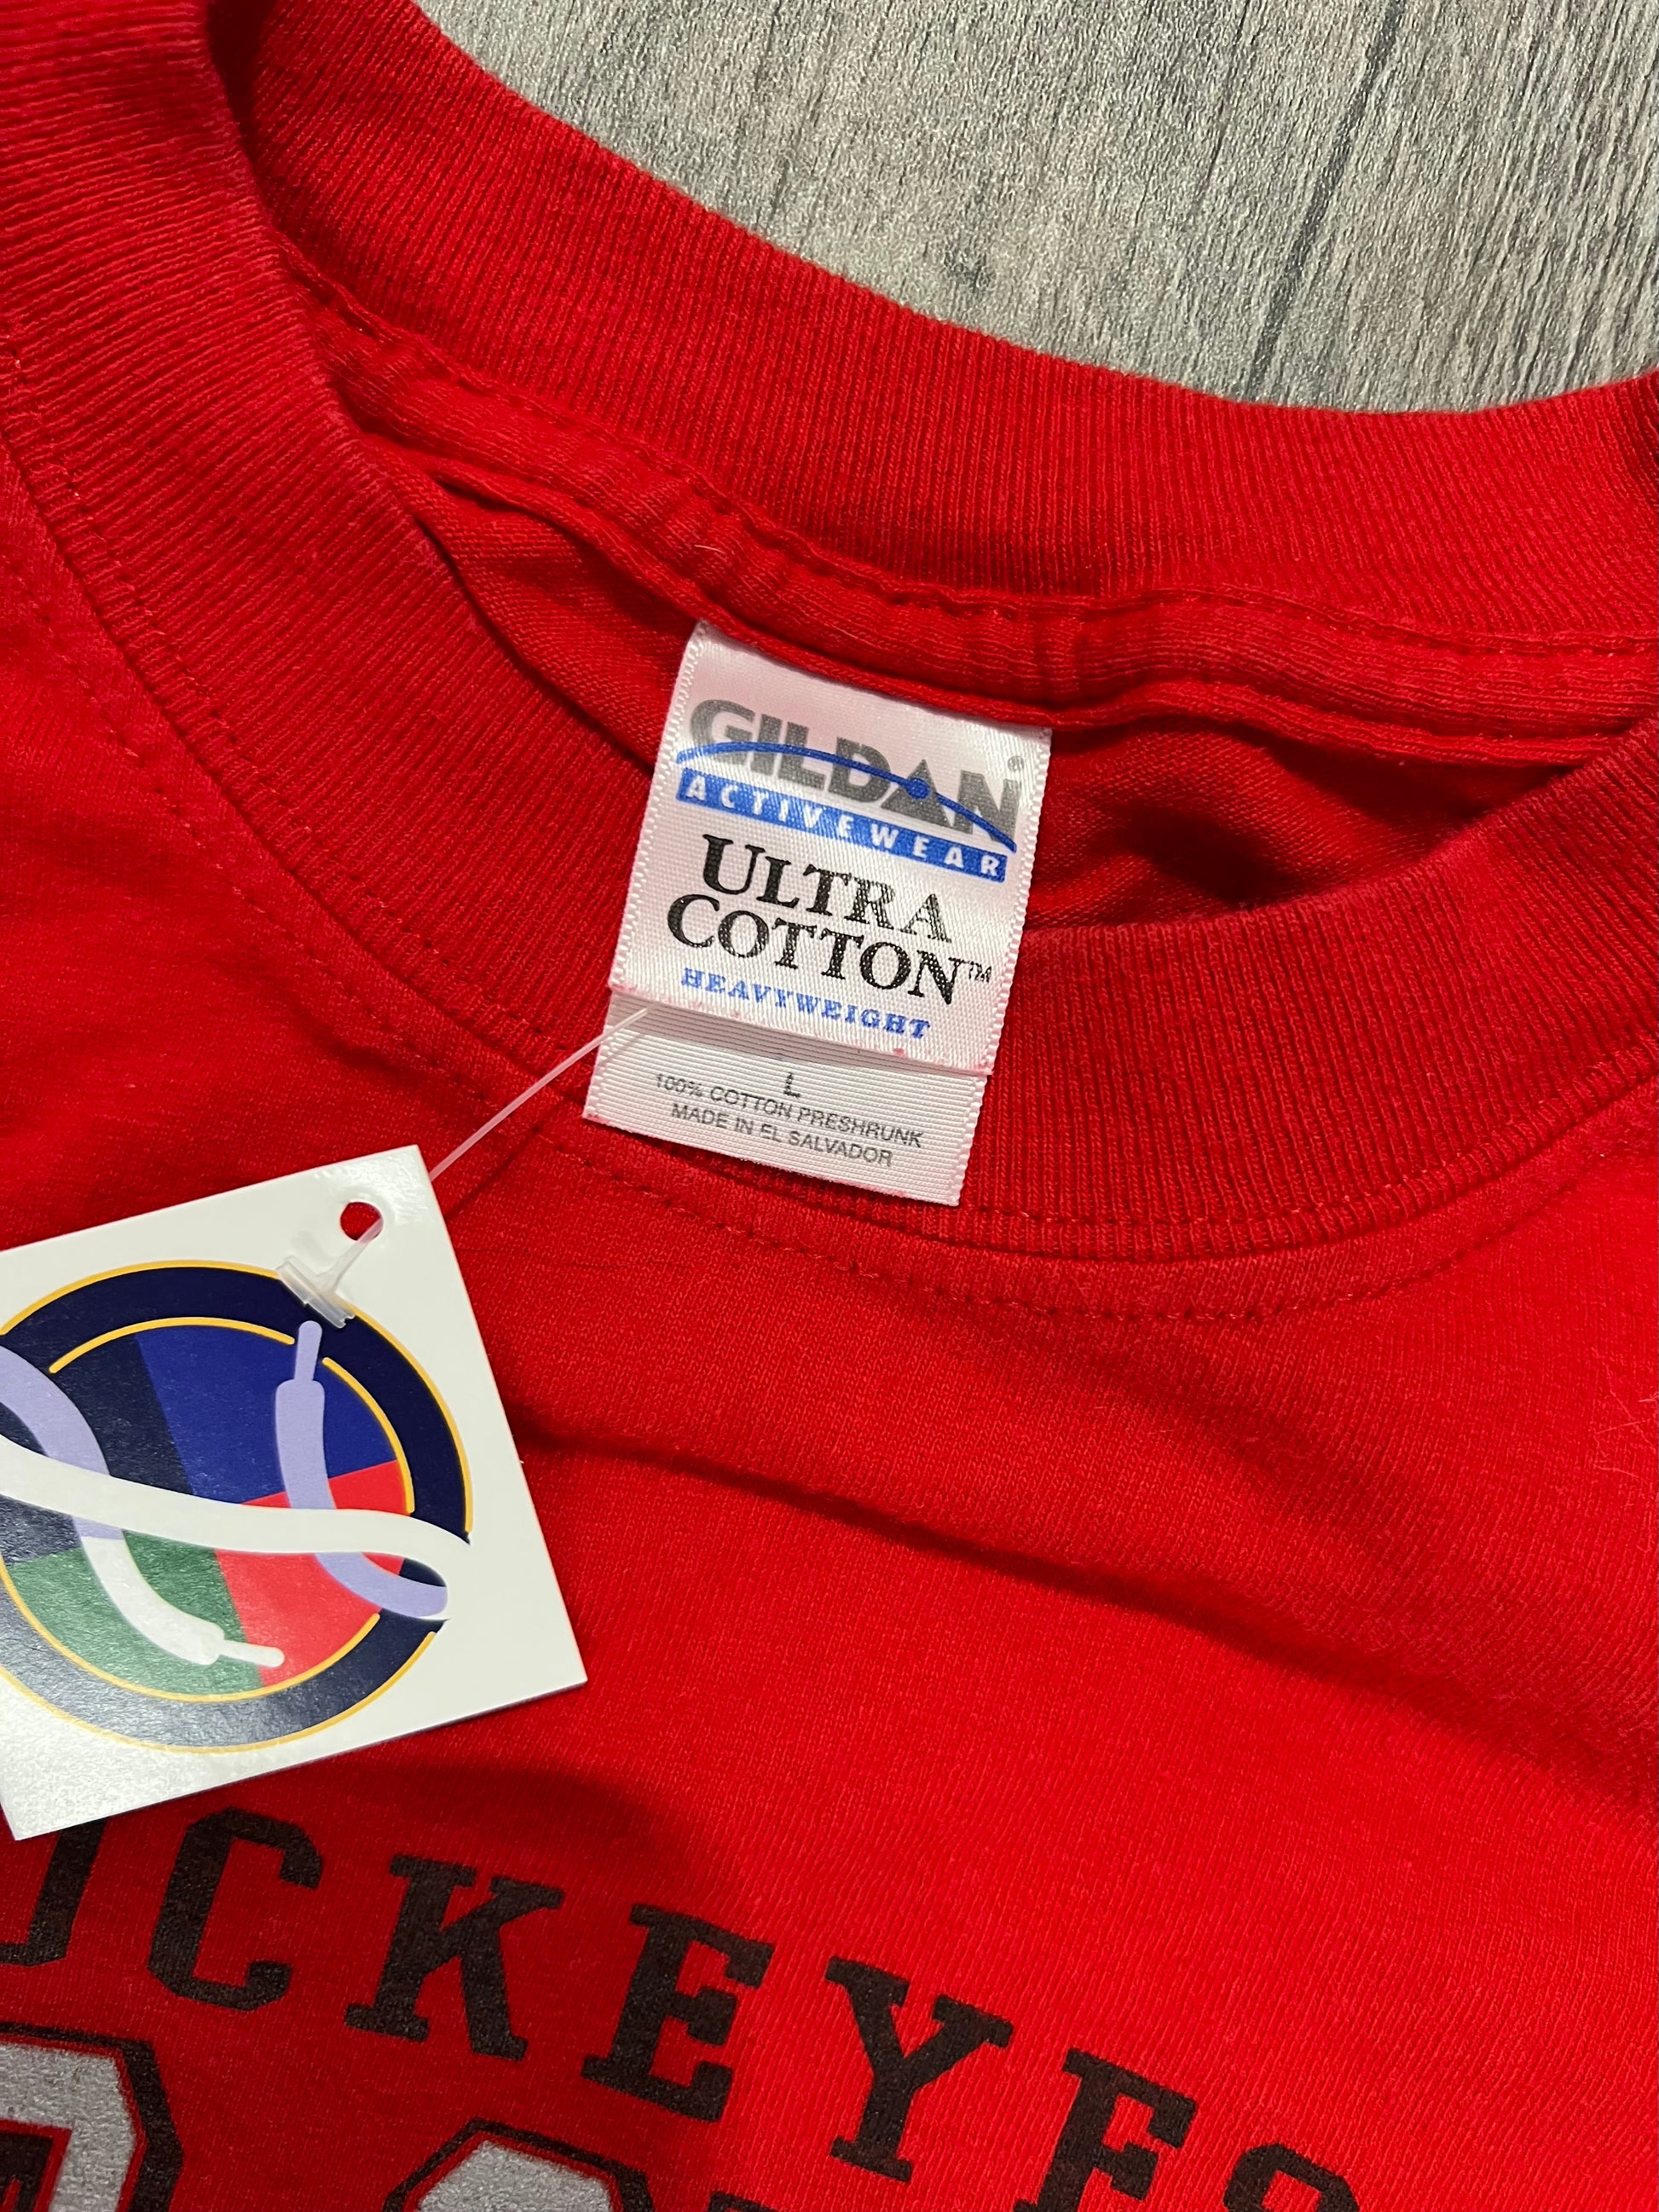 GILDAN®
ACTIVEWEAR
ULTRA
COTTON™
HEAVYWEIGHT
L
100% COTTON PRESHRUNK
MADE IN EL SALVADOR
UCKEYES